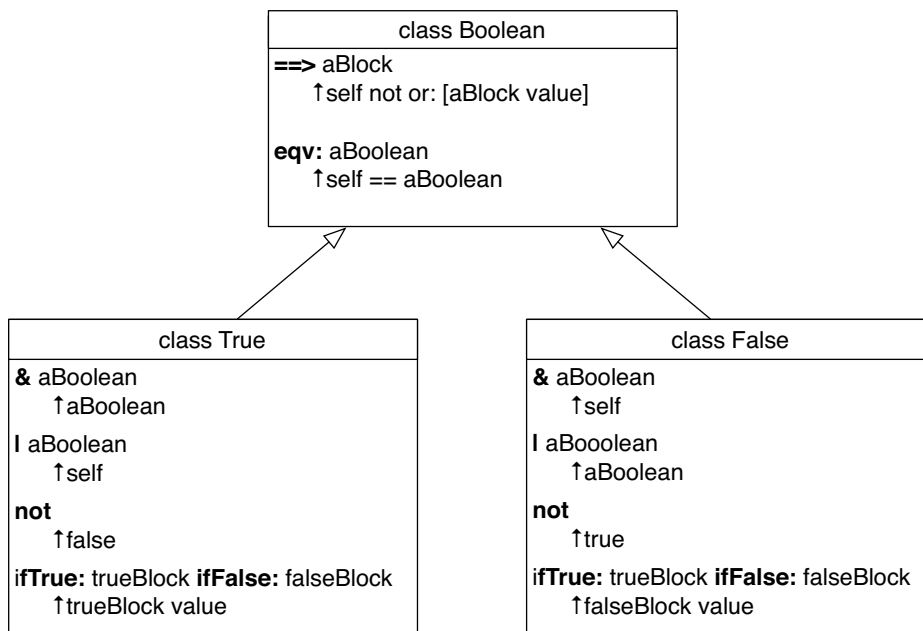 class Boolean
==> aBlock
↑self not or: [aBlock value]
eqv: aBoolean
↑self == aBoolean
class True
& aBoolean
↑aBoolean
| aBoolean
↑self
not
↑false
ifTrue: trueBlock ifFalse: falseBlock
↑trueBlock value
class False
& aBoolean
↑self
| aBooolean
↑aBoolean
not
↑true
ifTrue: trueBlock ifFalse: falseBlock
↑falseBlock value